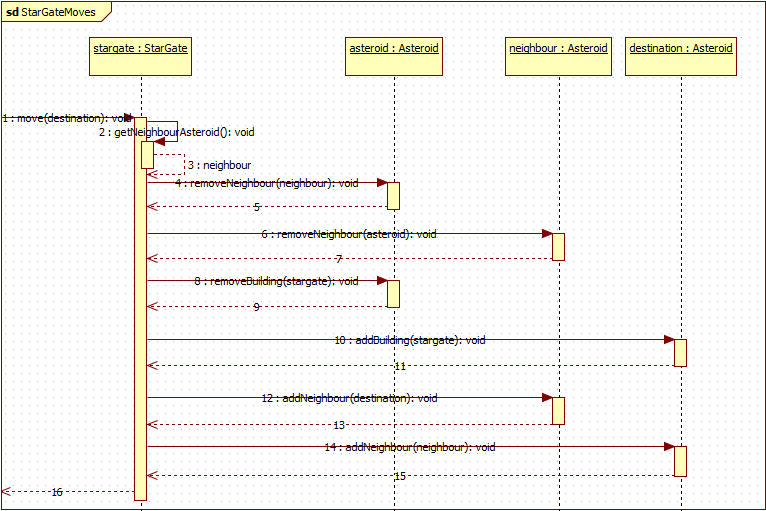 sd StarGateMoves
stargate : StarGate
asteroid : Asteroid
neighbour : Asteroid
destination : Asteroid
1 : move(destination): void
2 : getNeighbourAsteroid(): void
3 : neighbour
4 : removeNeighbour(neighbour): void
5
6 : removeNeighbour(asteroid): void
7
8 : removeBuilding(stargate): void
9
10 : addBuilding(stargate): void
11
12 : addNeighbour(destination): void
13
14 : addNeighbour(neighbour): void
15
16